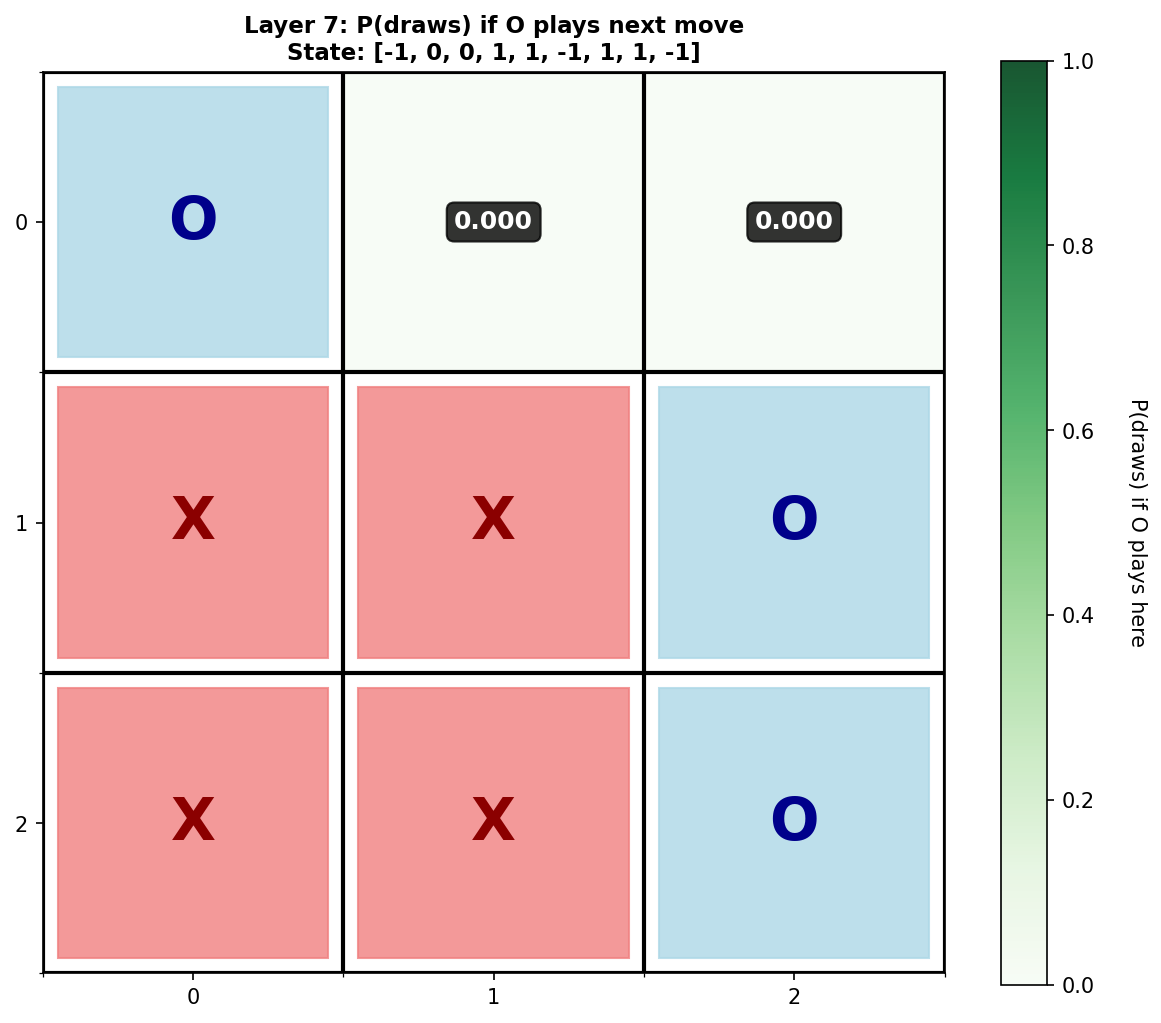 Layer 7: P(draws) if O plays next move
State: [-1, 0, 0, 1, 1, -1, 1, 1, -1]
O
0.000
0.000
X
X
O
X
X
O
0
1
2
0
1
2
1.0
0.8
0.6
0.4
0.2
0.0
P(draws) if O plays here